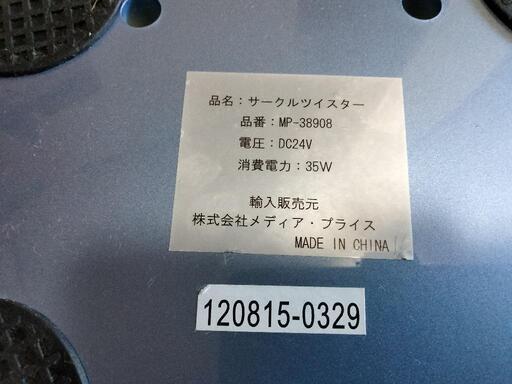 品名：サークルツイスター
品番：MP-38908
電圧：DC24V
消費電力：35W
輸入販売元
株式会社メディア・プライス
MADE IN CHINA
120815-0329